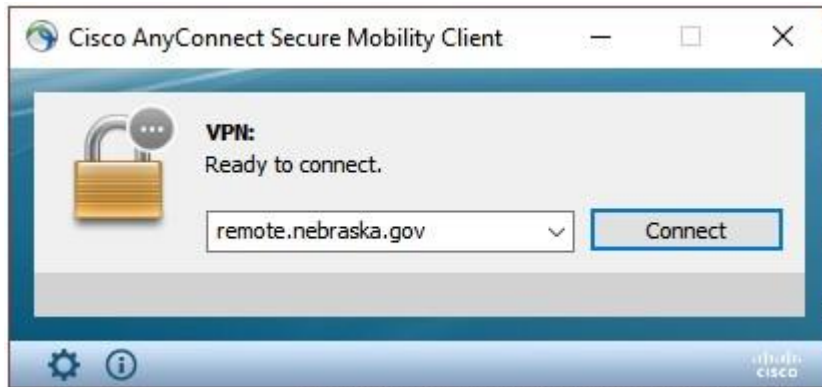 Cisco AnyConnect Secure Mobility Client
VPN:
Ready to connect.
remote.nebraska.gov
Connect
cisco